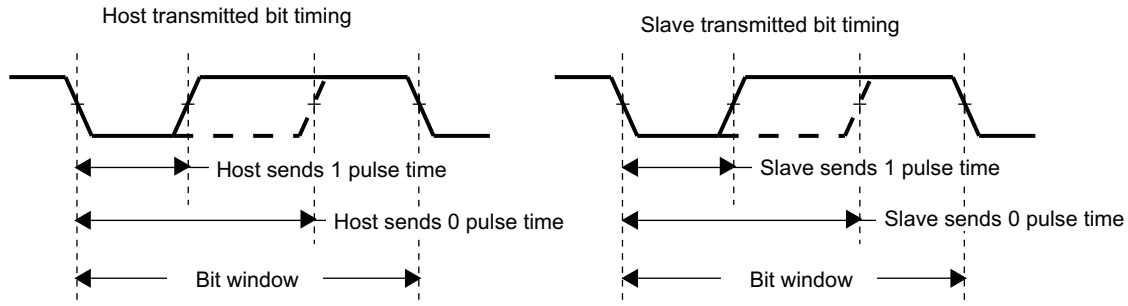 Host transmitted bit timing
Host sends 1 pulse time
Host sends 0 pulse time
Bit window
Slave transmitted bit timing
Slave sends 1 pulse time
Slave sends 0 pulse time
Bit window